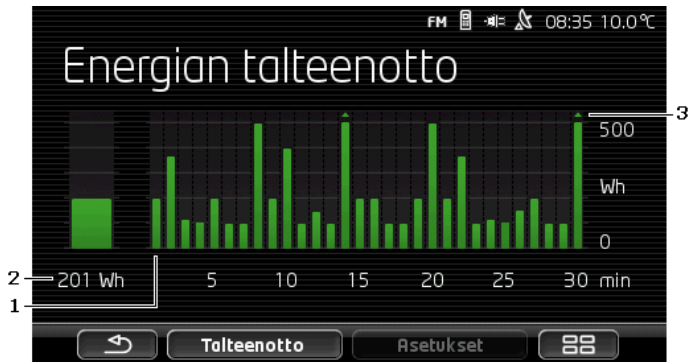 FM 08:35 10.0°C
Energian talteenotto
3
500
Wh
0
2 201 Wh 5 10 15 20 25 30 min
1
Talteenotto Asetukset